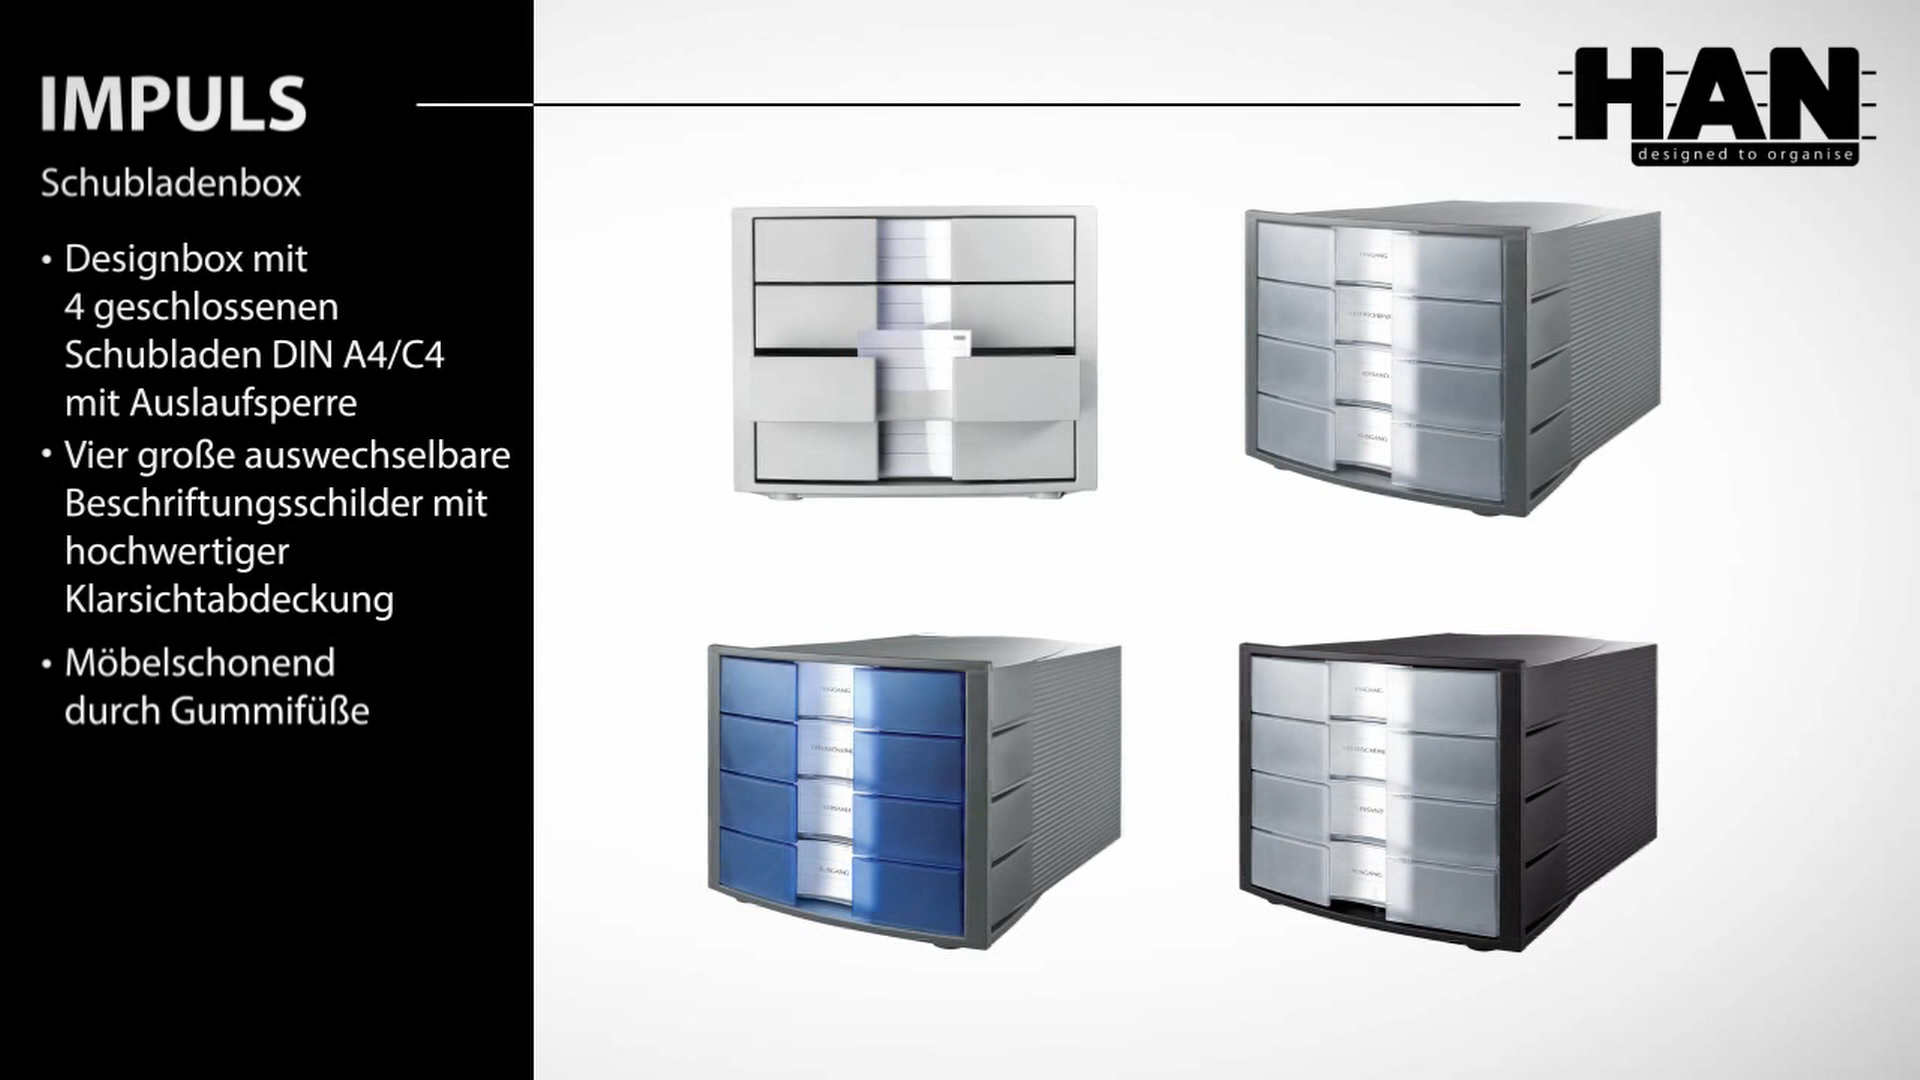 IMPULS
Schubladenbox
• Designbox mit
4 geschlossenen
Schubladen DIN A4/C4
mit Auslaufsperre
• Vier große auswechselbare
Beschriftungsschilder mit
hochwertiger
Klarsichtabdeckung
• Möbelschonend
durch Gummifüße
HAN
designed to organise